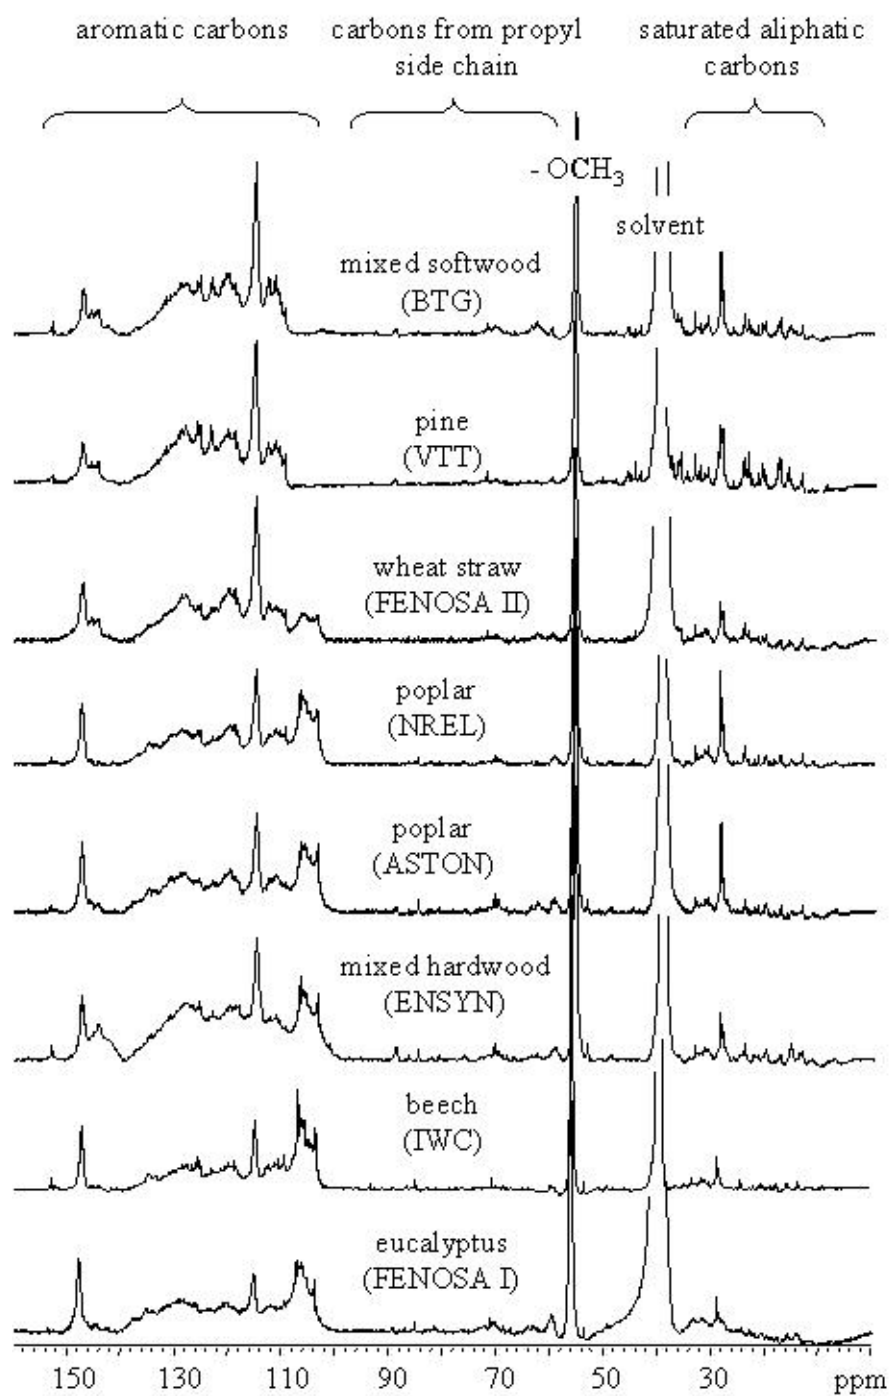 aromatic carbons carbons from propyl side chain saturated aliphatic carbons
- OCH₃
solvent
mixed softwood
(BTG)
pine
(VTT)
wheat straw
(FENOSA II)
poplar
(NREL)
poplar
(ASTON)
mixed hardwood
(ENSYN)
beech
(IWC)
eucalyptus
(FENOSA I)
150 130 110 90 70 50 30 ppm